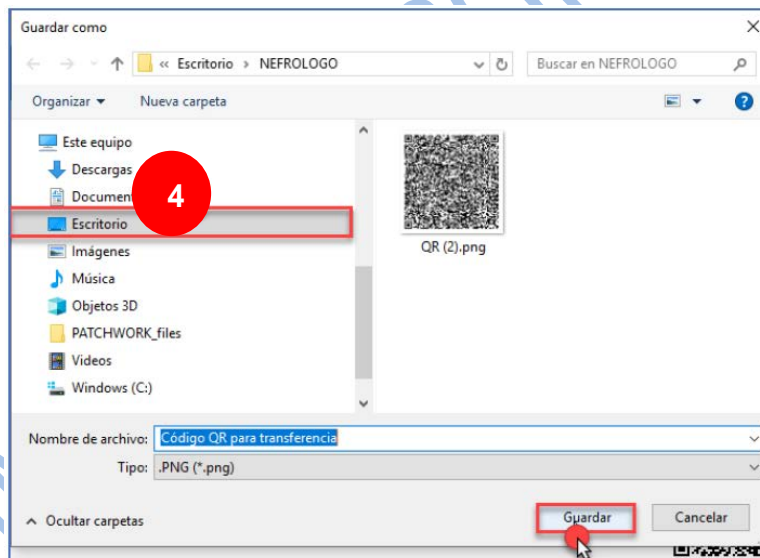 Guardar como
« Escritorio › NEFROLOGO
Buscar en NEFROLOGO
Organizar
Nueva carpeta
Este equipo
Descargas
4
Escritorio
Imágenes
Música
Objetos 3D
PATCHWORK_files
Videos
Windows (C:)
QR (2).png
Nombre de archivo: Código QR para transferencia
Tipo: .PNG (*.png)
Ocultar carpetas
Guardar
Cancelar